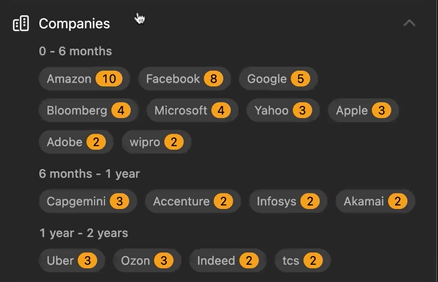 Companies
0 - 6 months
Amazon 10 Facebook 8 Google 5
Bloomberg 4 Microsoft 4 Yahoo 3 Apple 3
Adobe 2 wipro 2
6 months - 1 year
Capgemini 3 Accenture 2 Infosys 2 Akamai 2
1 year - 2 years
Uber 3 Ozon 3 Indeed 2 tcs 2